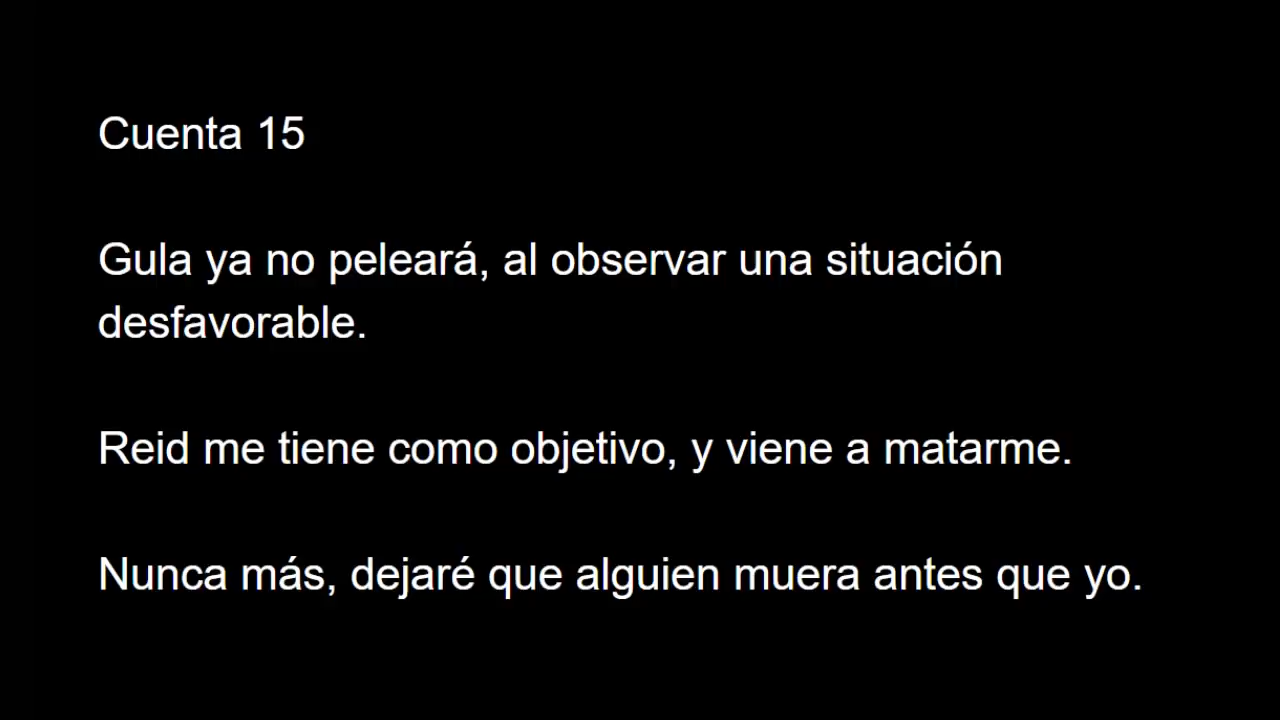 Cuenta 15
Gula ya no peleará, al observar una situación
desfavorable.
Reid me tiene como objetivo, y viene a matarme.
Nunca más, dejaré que alguien muera antes que yo.